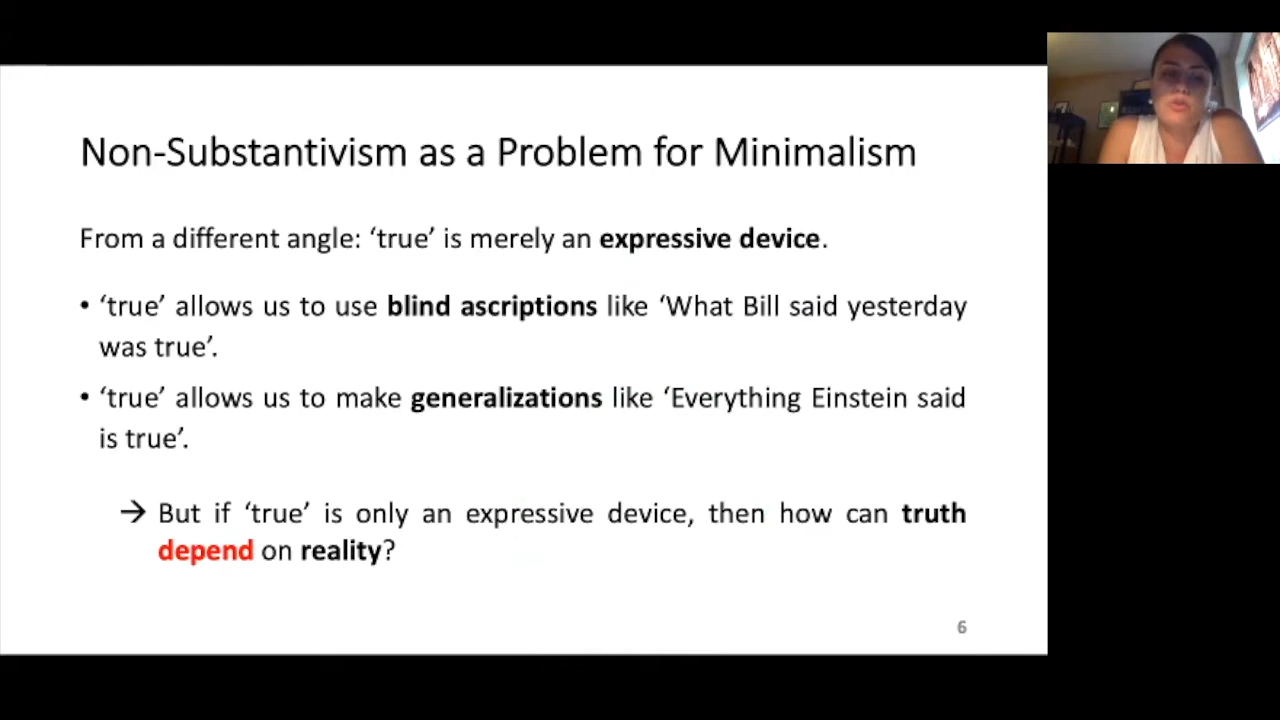 Non-Substantivism as a Problem for Minimalism
From a different angle: ‘true’ is merely an expressive device.
• ‘true’ allows us to use blind ascriptions like ‘What Bill said yesterday
was true’.
• ‘true’ allows us to make generalizations like ‘Everything Einstein said
is true’.
→ But if ‘true’ is only an expressive device, then how can truth
depend on reality?
6